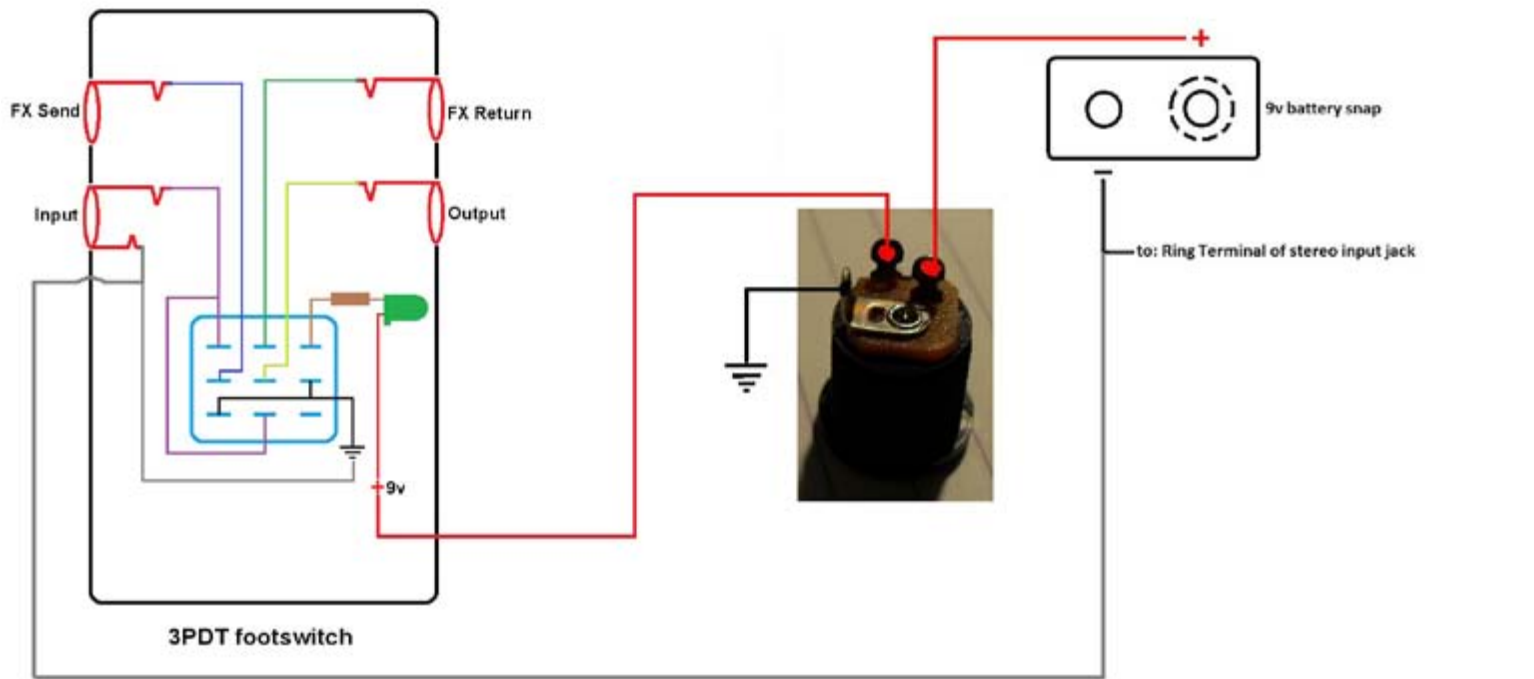 +
FX Send
FX Return
9v battery snap
Input
Output
–
to: Ring Terminal of stereo input jack
+9v
3PDT footswitch